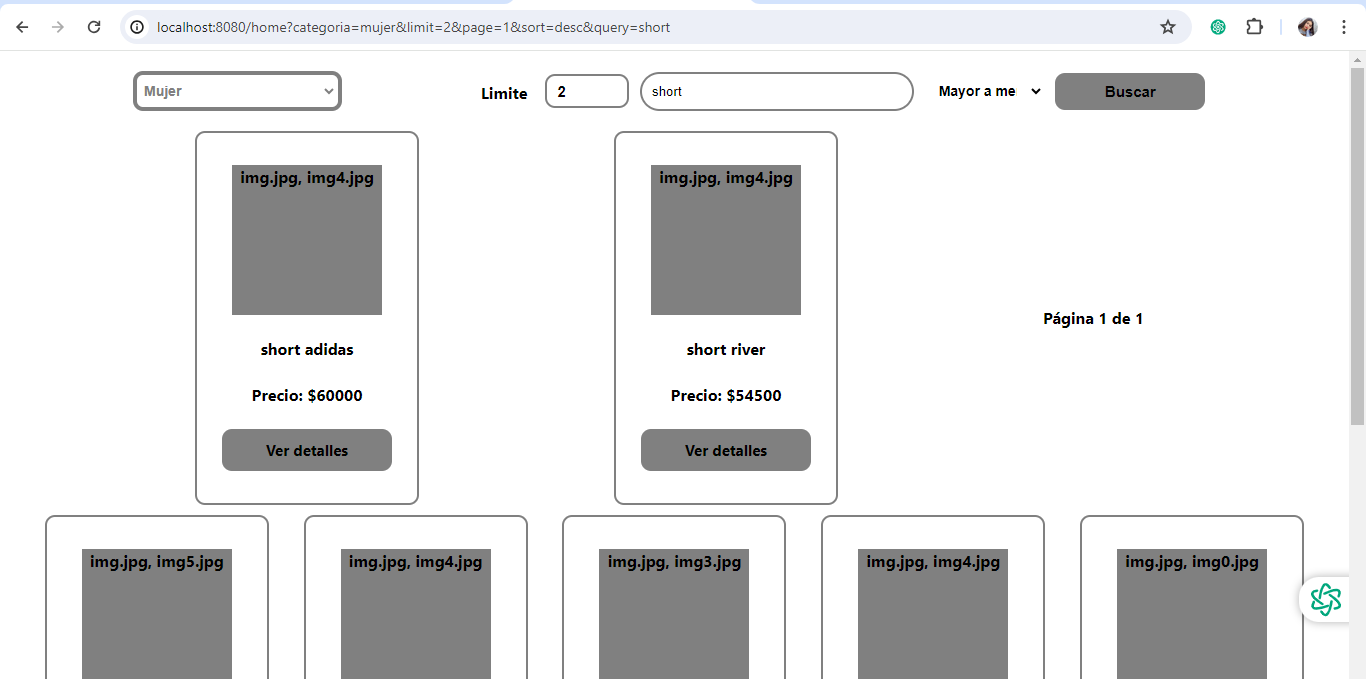 localhost:8080/home?categoria=mujer&limit=2&page=1&sort=desc&query=short
Mujer
Limite
2
short
Mayor a me
Buscar
img.jpg, img4.jpg
short adidas
Precio: $60000
Ver detalles
img.jpg, img4.jpg
short river
Precio: $54500
Ver detalles
Página 1 de 1
img.jpg, img5.jpg
img.jpg, img4.jpg
img.jpg, img3.jpg
img.jpg, img4.jpg
img.jpg, img0.jpg